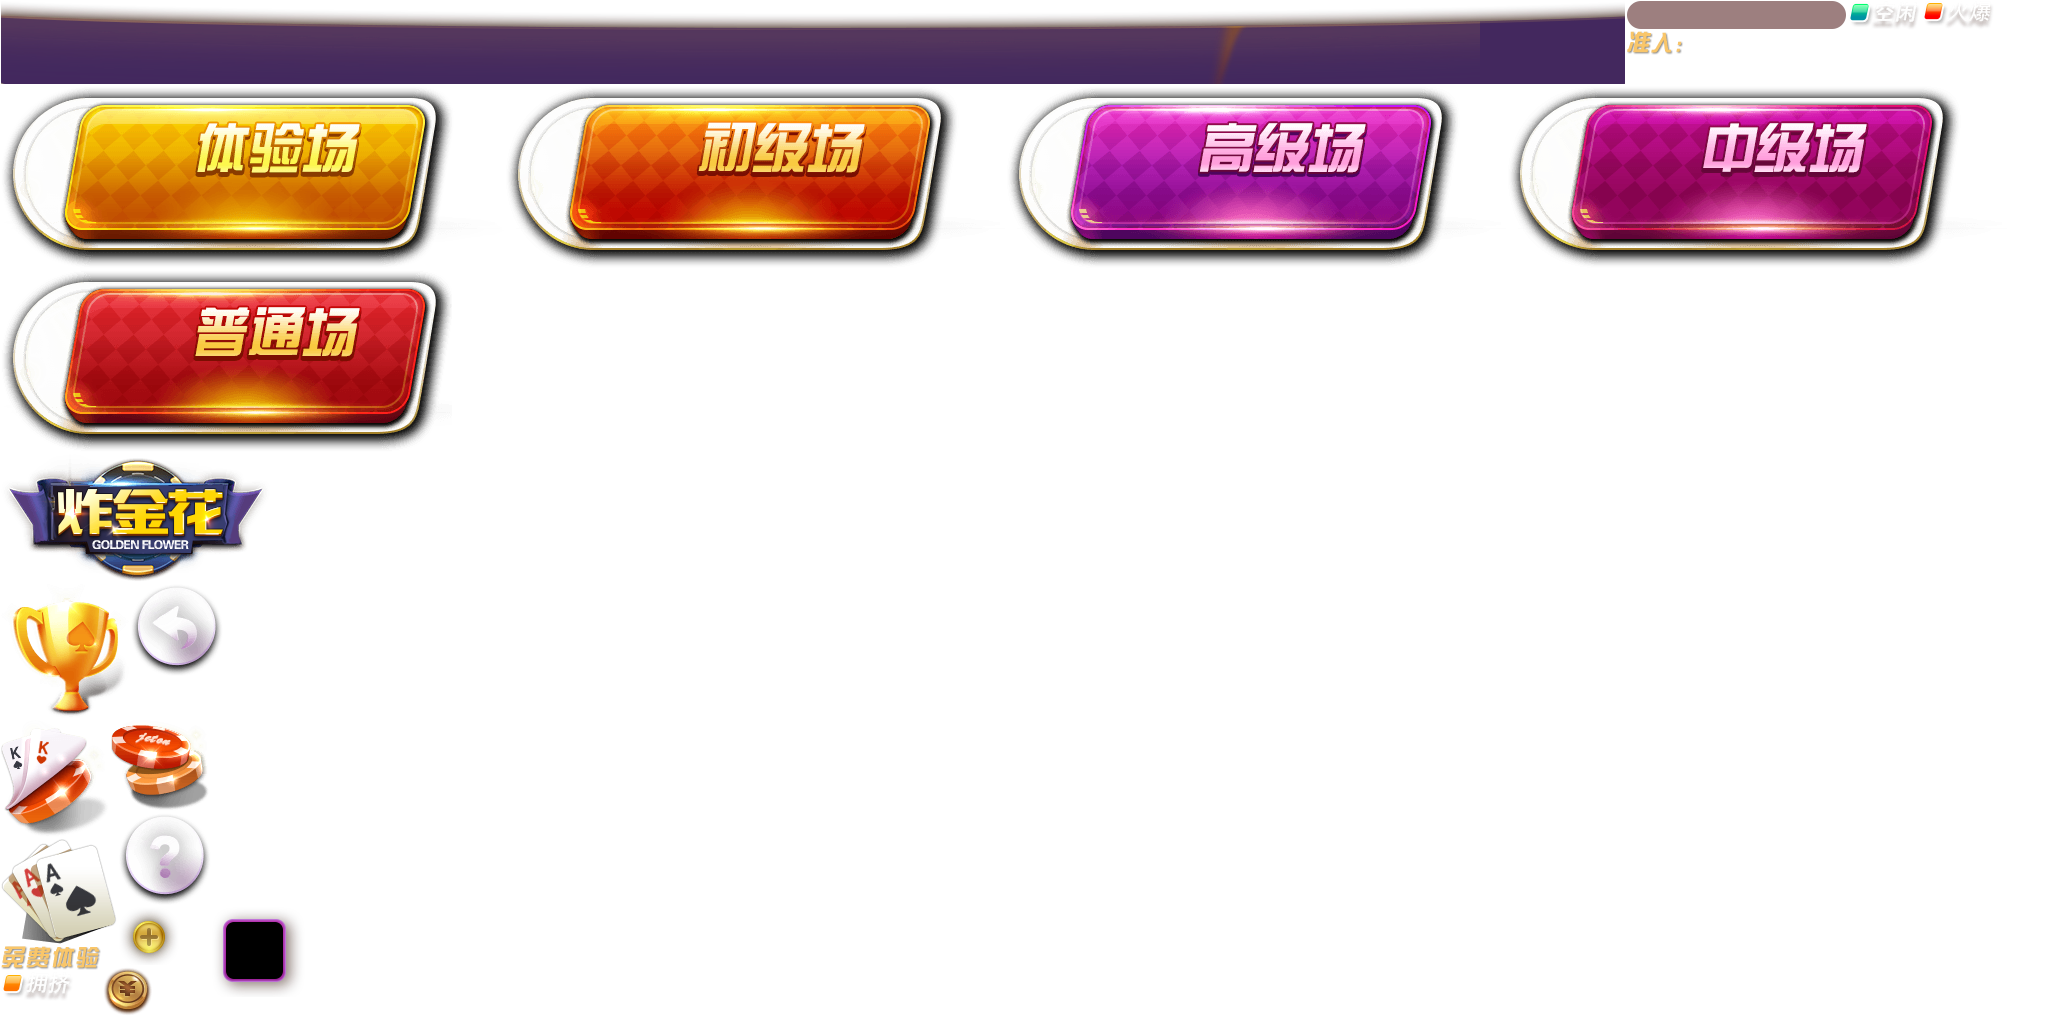 空闲 火爆
准入:
体验场 初级场 高级场 中级场
普通场
炸金花
GOLDEN FLOWER
K K
A A A
免费体验
拥挤